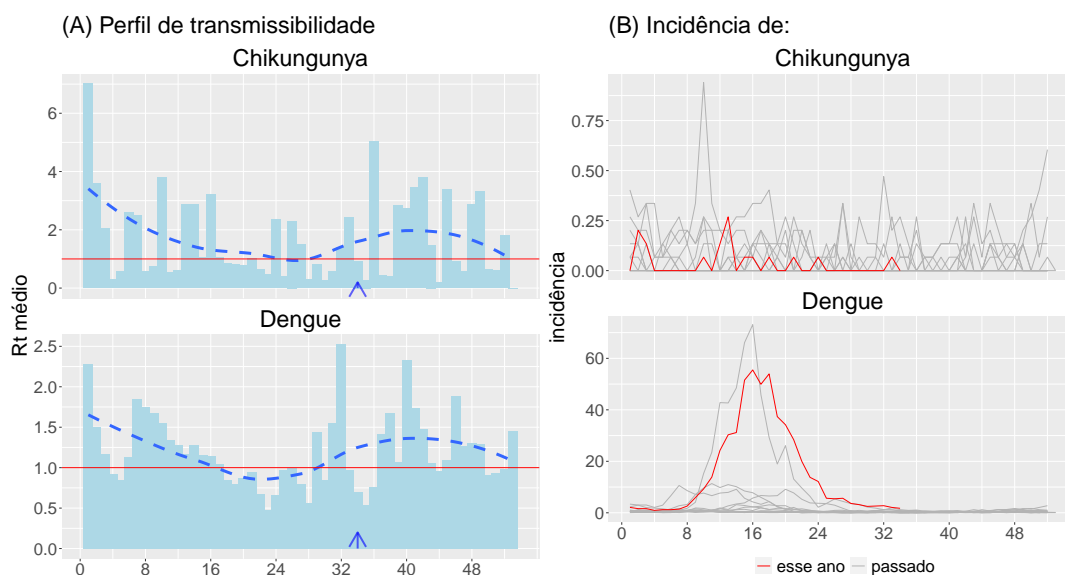 (A) Perfil de transmissibilidade
Chikungunya
6
4
2
0
Dengue
2.5
2.0
1.5
1.0
0.5
0.0
0 8 16 24 32 40 48
Rt médio
(B) Incidência de:
Chikungunya
0.75
0.50
0.25
0.00
Dengue
60
40
20
0
0 8 16 24 32 40 48
incidência
esse ano passado